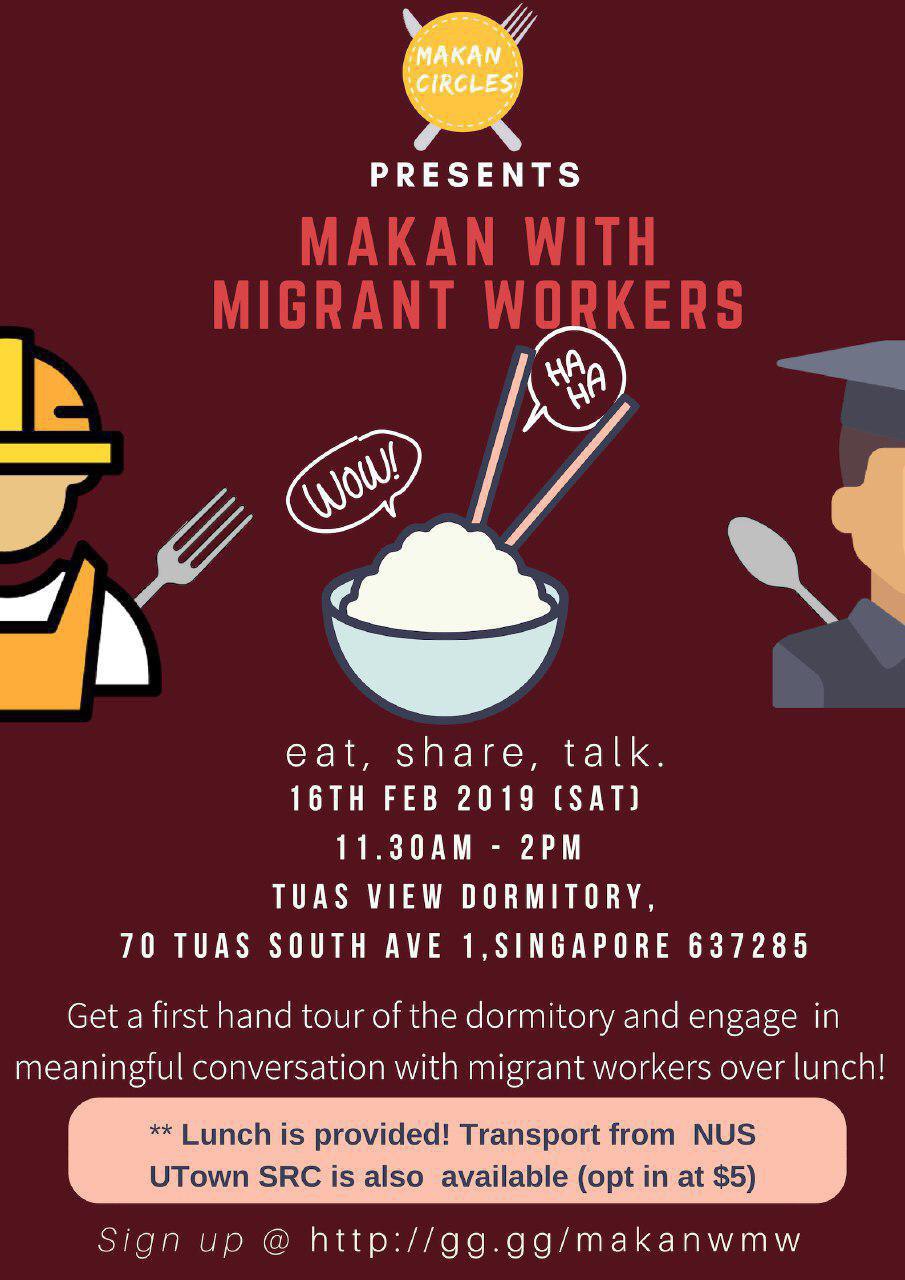 MAKAN
CIRCLES
PRESENTS
MAKAN WITH
MIGRANT WORKERS
HA
HA
WOW!
eat, share, talk.
16TH FEB 2019 (SAT)
11.30AM - 2PM
TUAS VIEW DORMITORY,
70 TUAS SOUTH AVE 1,SINGAPORE 637285
Get a first hand tour of the dormitory and engage in
meaningful conversation with migrant workers over lunch!
** Lunch is provided! Transport from NUS
UTown SRC is also available (opt in at $5)
Sign up @ http://gg.gg/makanwmw